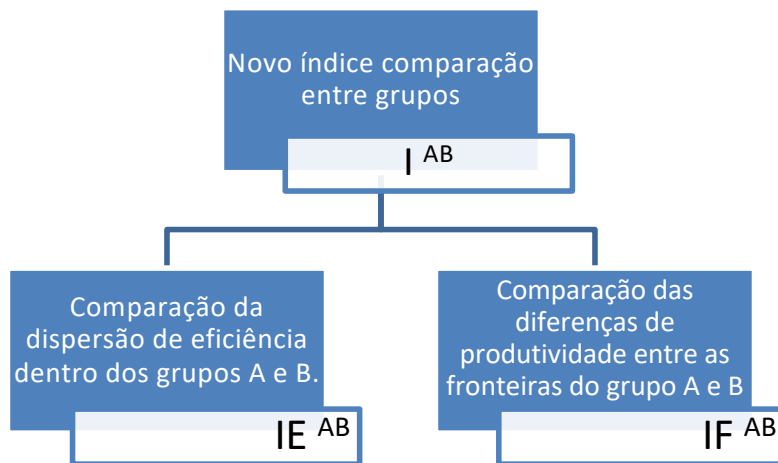 Novo índice comparação
entre grupos
I AB
Comparação da
dispersão de eficiência
dentro dos grupos A e B.
IE AB
Comparação das
diferenças de
produtividade entre as
fronteiras do grupo A e B
IF AB